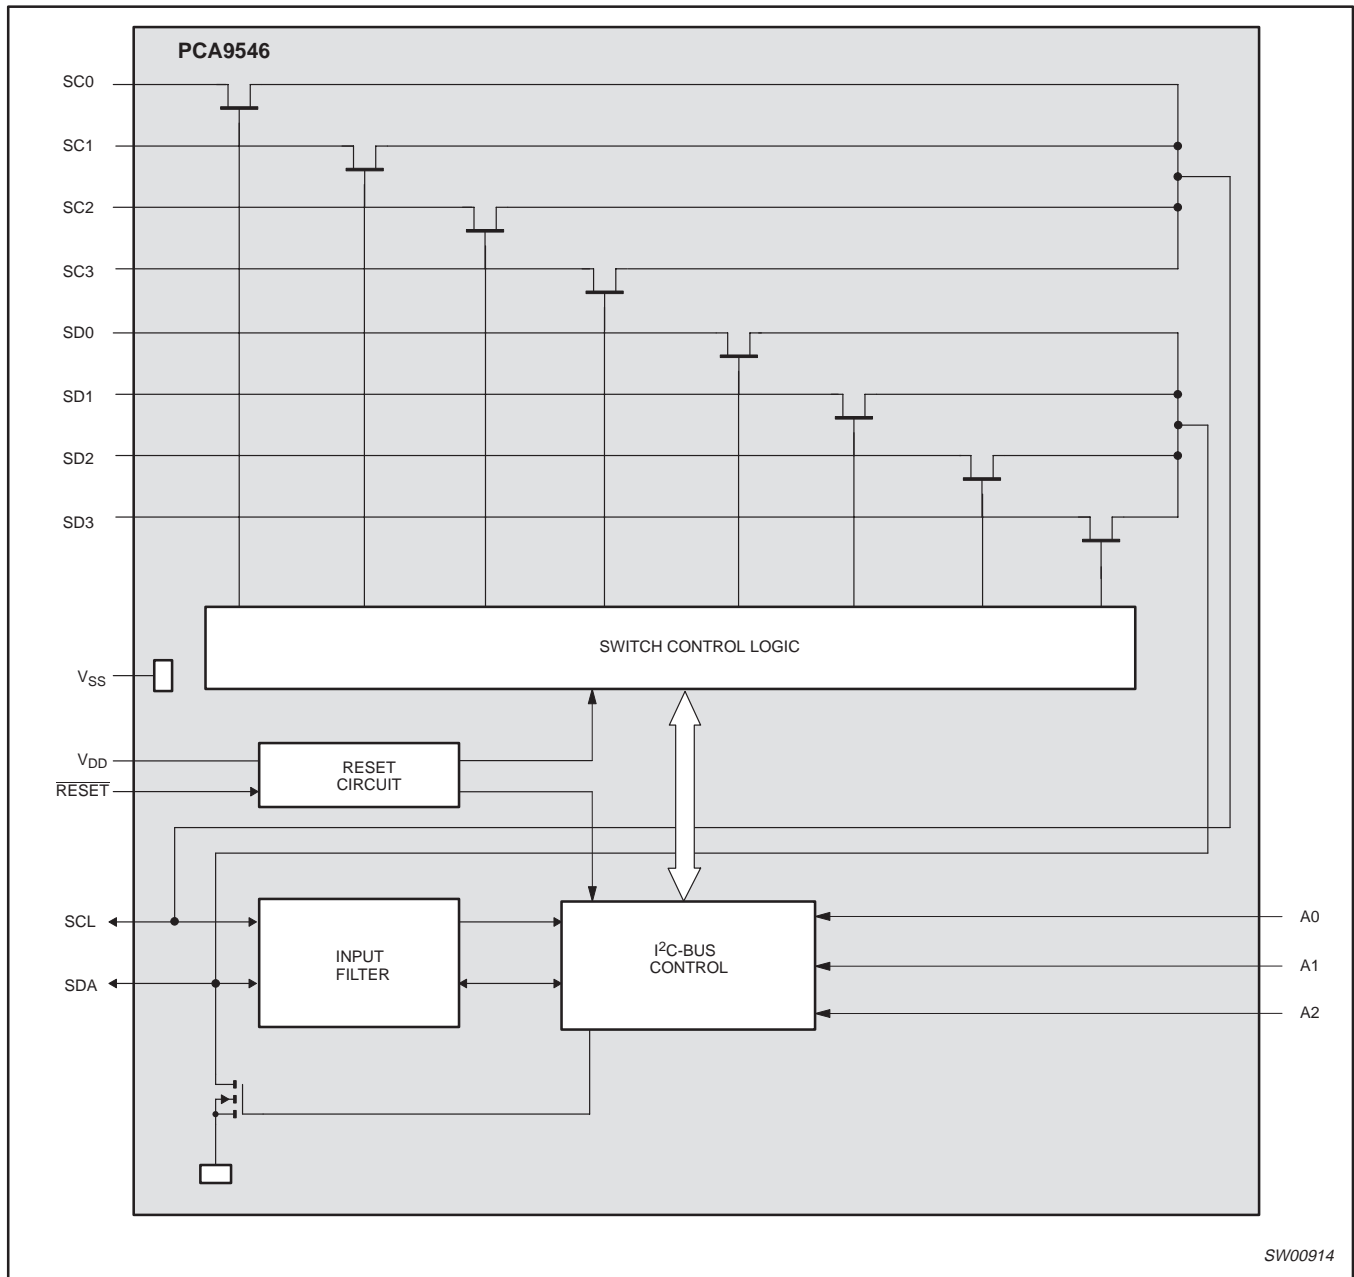 PCA9546
SC0
SC1
SC2
SC3
SD0
SD1
SD2
SD3
SWITCH CONTROL LOGIC
VSS
VDD
RESET
RESET
CIRCUIT
SCL
SDA
INPUT
FILTER
I²C-BUS
CONTROL
A0
A1
A2
SW00914